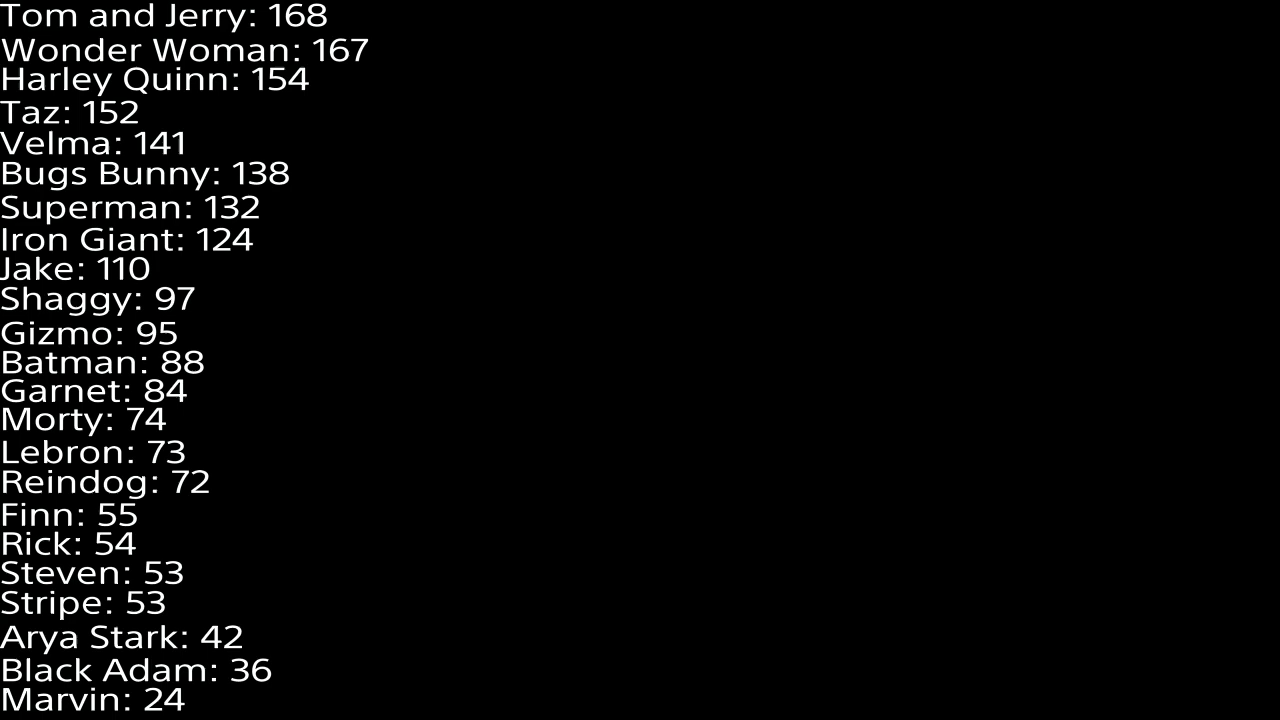 Tom and Jerry: 168
Wonder Woman: 167
Harley Quinn: 154
Taz: 152
Velma: 141
Bugs Bunny: 138
Superman: 132
Iron Giant: 124
Jake: 110
Shaggy: 97
Gizmo: 95
Batman: 88
Garnet: 84
Morty: 74
Lebron: 73
Reindog: 72
Finn: 55
Rick: 54
Steven: 53
Stripe: 53
Arya Stark: 42
Black Adam: 36
Marvin: 24